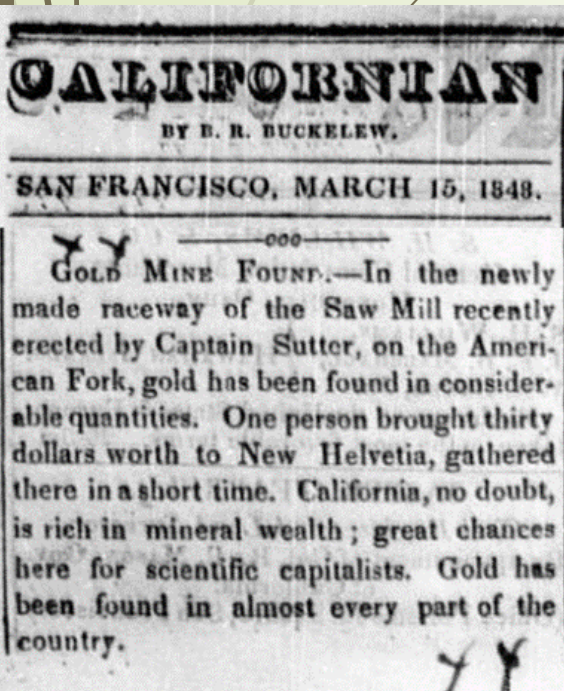 CALIFORNIAN
BY B. R. BUCKELEW.
SAN FRANCISCO, MARCH 15, 1848.
GOLD MINE FOUND.—In the newly
made raceway of the Saw Mill recently
erected by Captain Sutter, on the Ameri-
can Fork, gold has been found in consider-
able quantities. One person brought thirty
dollars worth to New Helvetia, gathered
there in a short time. California, no doubt,
is rich in mineral wealth; great chances
here for scientific capitalists. Gold has
been found in almost every part of the
country.